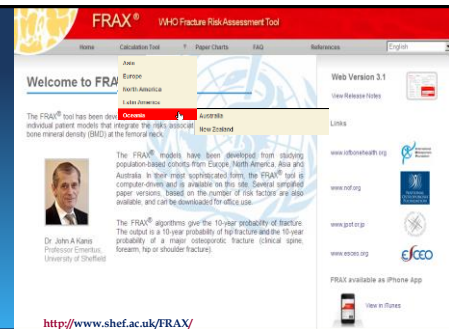 FRAX® WHO Fracture Risk Assessment Tool
Home Calculation Tool Paper Charts FAQ References English
Asia
Europe
North America
Latin America
Oceania
Australia
New Zealand
Welcome to FRA
The FRAX® tool has been deve
individual patient models that integrate the risks associat
bone mineral density (BMD) at the femoral neck.
The FRAX® models have been developed from studying
population-based cohorts from Europe, North America, Asia and
Australia. In their most sophisticated form, the FRAX® tool is
computer-driven and is available on this site. Several simplified
paper versions, based on the number of risk factors are also
available, and can be downloaded for office use.
The FRAX® algorithms give the 10-year probability of fracture.
The output is a 10-year probability of hip fracture and the 10-year
probability of a major osteoporotic fracture (clinical spine,
forearm, hip or shoulder fracture).
Dr. John A Kanis
Professor Emeritus,
University of Sheffield
Web Version 3.1
View Release Notes
Links
www.iofbonehealth.org
www.nof.org
www.jpof.or.jp
www.esceo.org
ESCEO
FRAX available as iPhone App
View in iTunes
http://www.shef.ac.uk/FRAX/